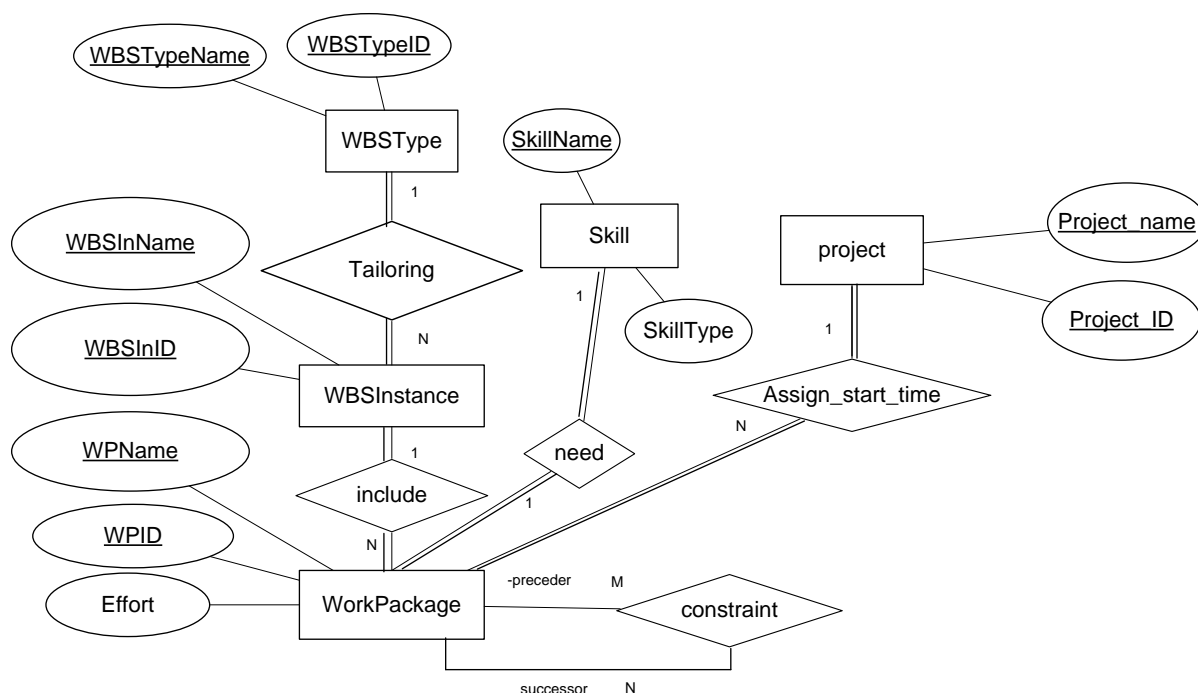 WBSTypeName
WBSTypeID
WBSType
SkillName
1
WBSInName
Skill
Project_name
project
Tailoring
1
SkillType
Project_ID
1
N
WBSInID
WBSInstance
Assign_start_time
N
WPName
need
1
include
1
WPID
N
-preceder
M
Effort
WorkPackage
constraint
successor
N